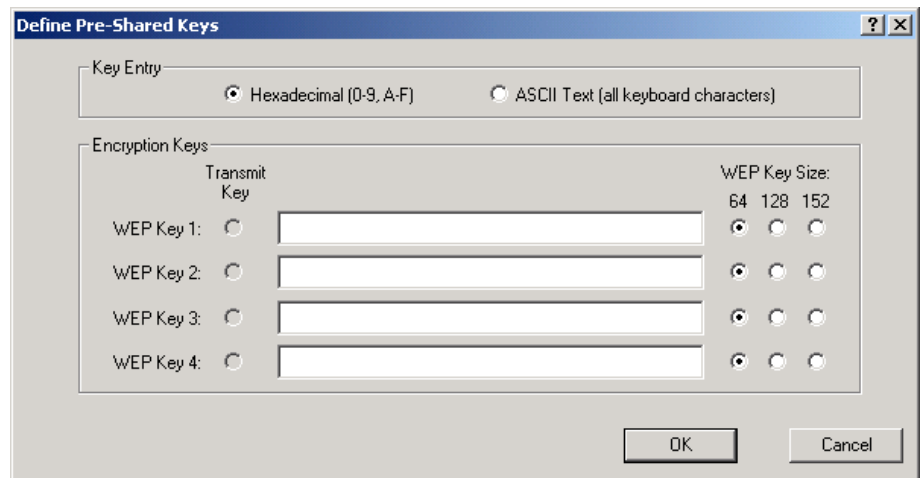 Define Pre-Shared Keys
Key Entry
Hexadecimal (0-9, A-F) ASCII Text (all keyboard characters)
Encryption Keys
Transmit Key WEP Key Size:
64 128 152
WEP Key 1:
WEP Key 2:
WEP Key 3:
WEP Key 4:
OK Cancel